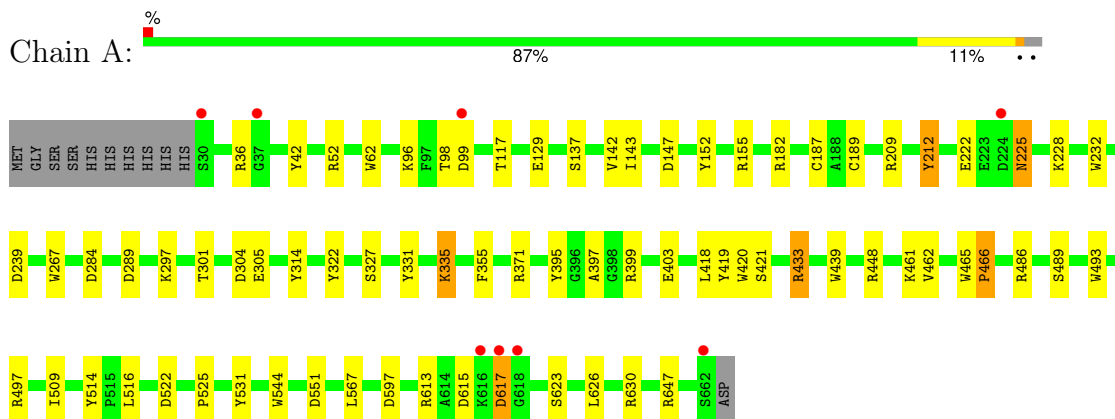 %
Chain A:
87% 11% • •
MET GLY SER SER HIS HIS HIS HIS HIS HIS S30 R36 G37 Y42 R52 W62 K96 F97 T98 D99 T117 E129 S137 V142 I143 D147 Y152 R155 R182 C187 A188 C189 R209 Y212 E222 E223 D224 N225 K228 W232
D239 W267 D284 D289 K297 T301 D304 E305 Y314 Y322 S327 Y331 K335 F355 R371 Y395 G396 A397 G398 R399 E403 L418 Y419 W420 S421 R433 W439 R448 K461 V462 W465 P466 R486 S489 W493
R497 I509 Y514 P515 L516 D522 P525 Y531 W544 D551 L567 D597 R613 A614 D615 K616 D617 G618 S623 L626 R630 R647 S662 ASP